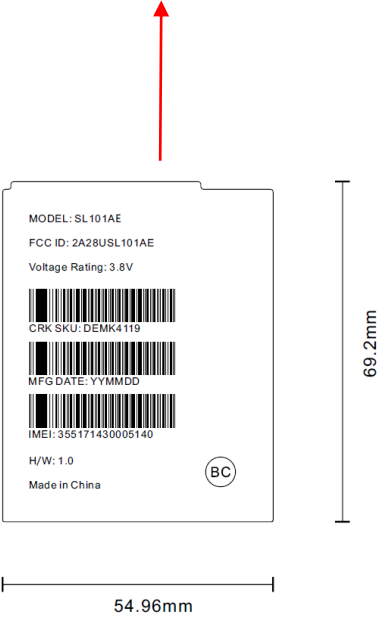 MODEL: SL101AE
FCC ID: 2A28USL101AE
Voltage Rating: 3.8V
CRK SKU: DEMK4119
MFG DATE: YYMMDD
IMEI: 355171430005140
H/W: 1.0
BC
Made in China
69.2mm
54.96mm